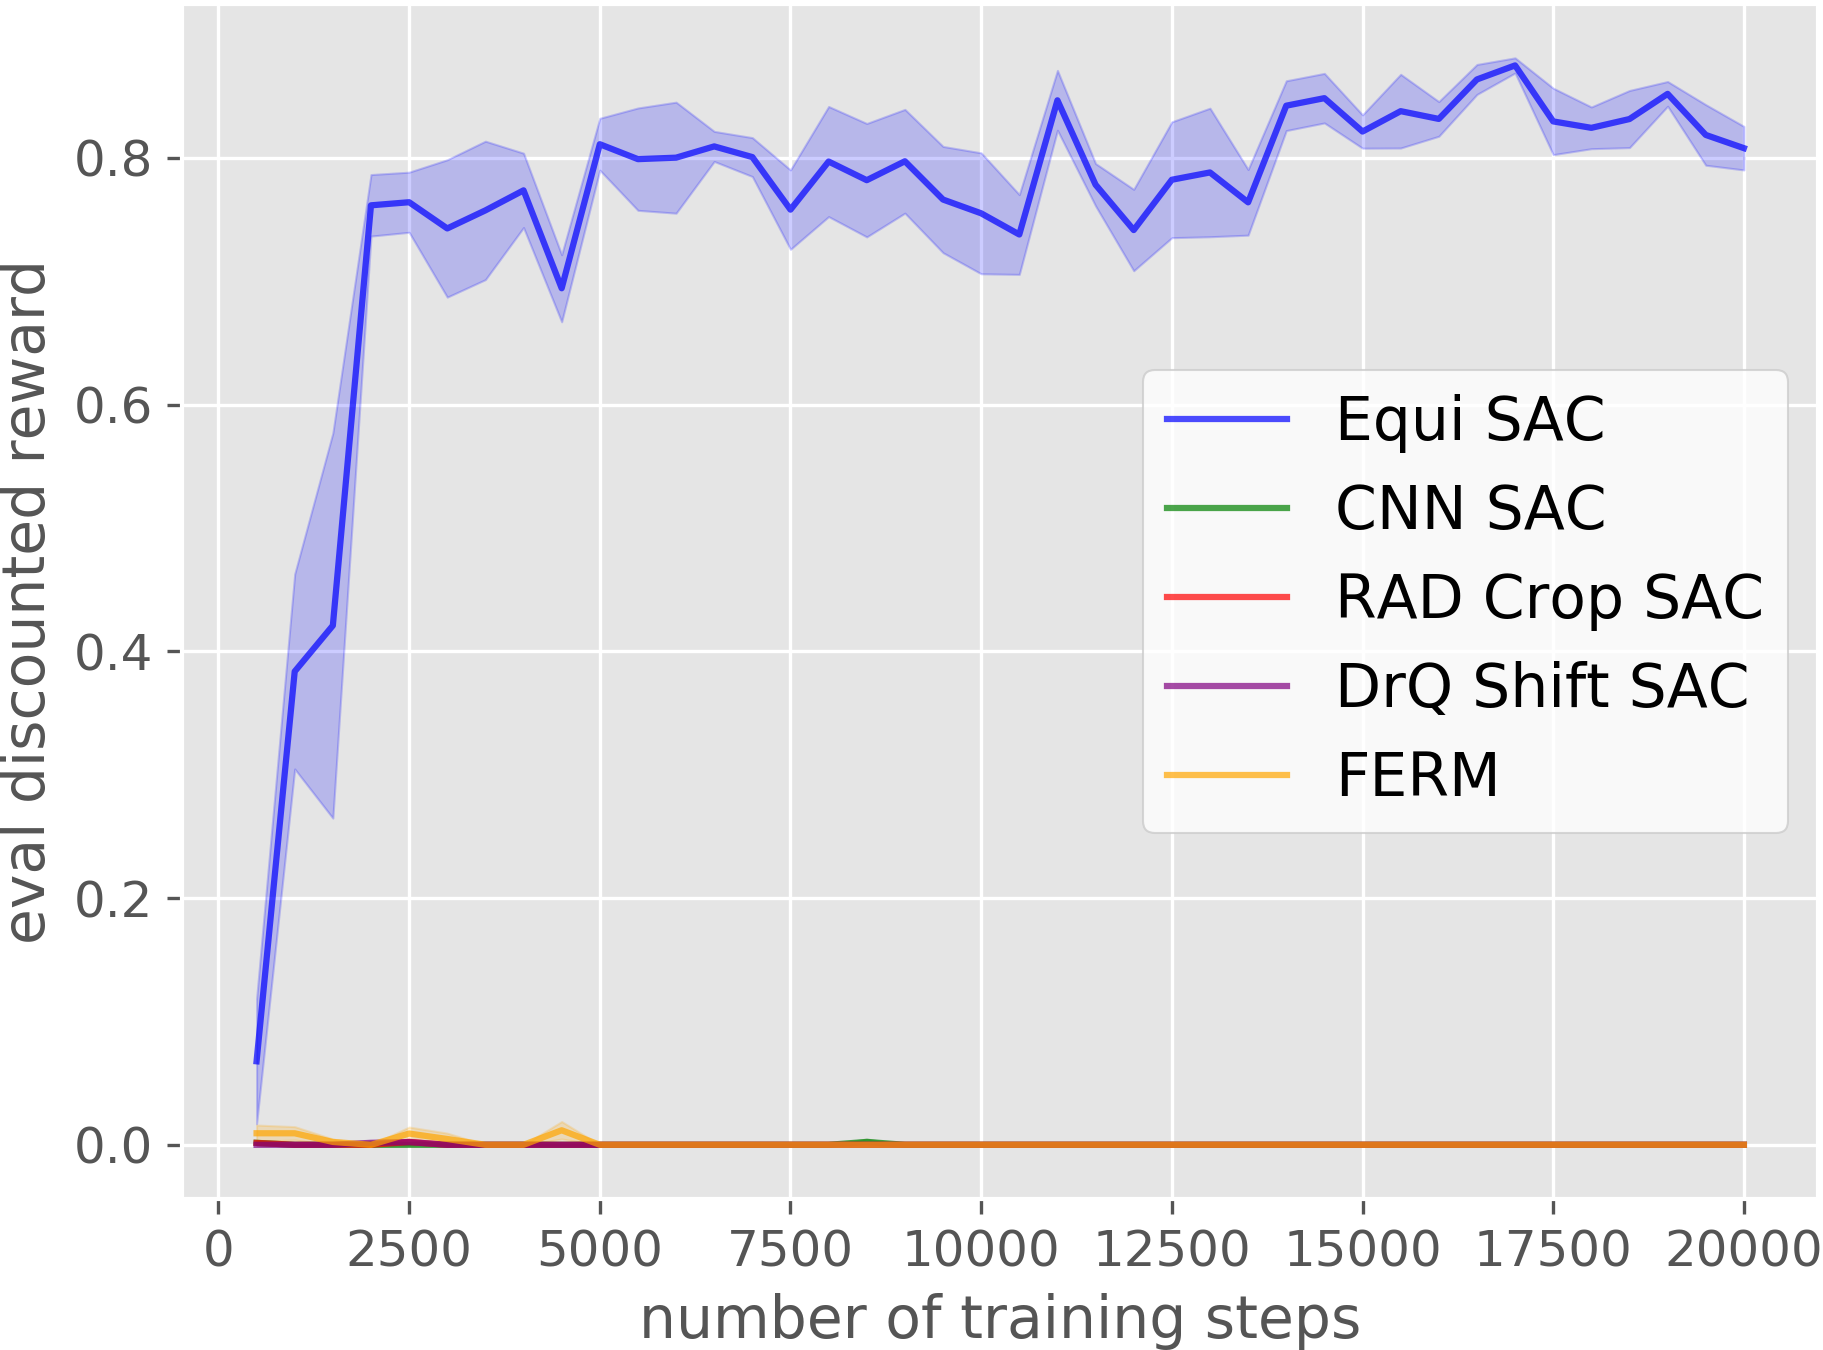 eval discounted reward
0.8
0.6
0.4
0.2
0.0
Equi SAC
CNN SAC
RAD Crop SAC
DrQ Shift SAC
FERM
0 2500 5000 7500 10000 12500 15000 17500 20000
number of training steps